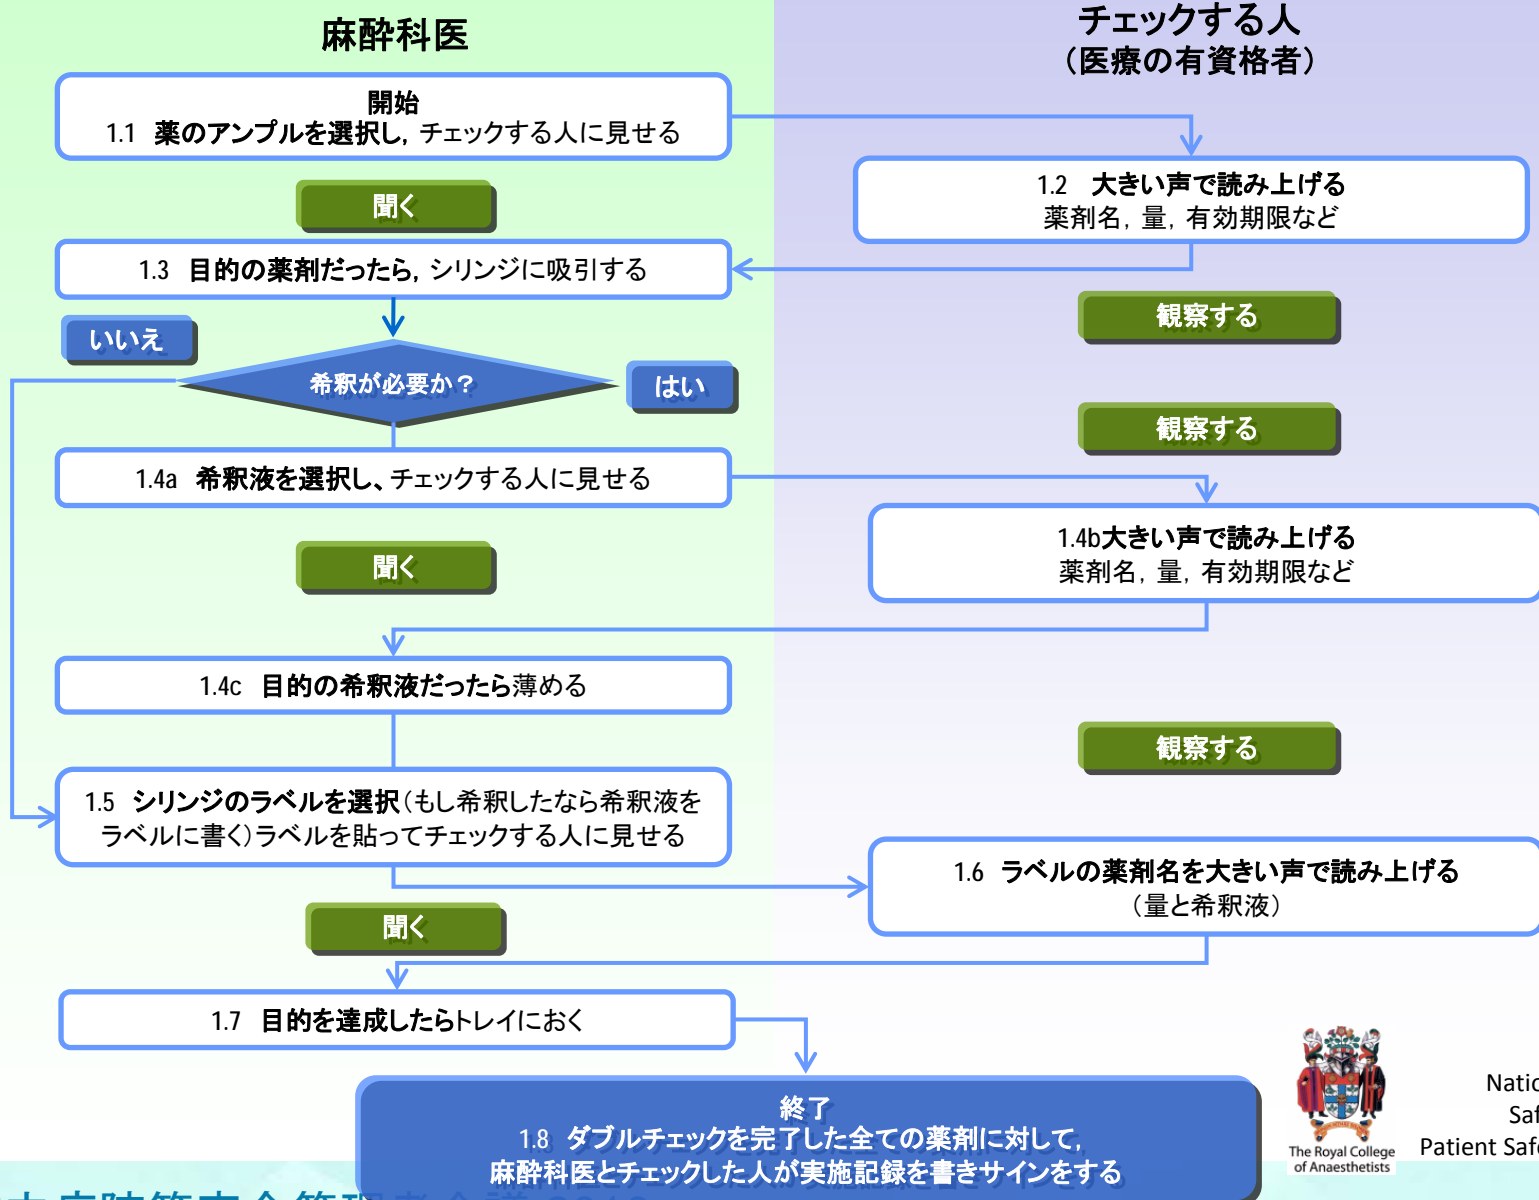 麻酔科医
チェックする人
（医療の有資格者）
開始
1.1 薬のアンプルを選択し，チェックする人に見せる
聞く
1.2 大きい声で読み上げる
薬剤名，量，有効期限など
1.3 目的の薬剤だったら，シリンジに吸引する
観察する
いいえ
希釈が必要か？
はい
観察する
1.4a 希釈液を選択し、チェックする人に見せる
聞く
1.4b大きい声で読み上げる
薬剤名，量，有効期限など
1.4c 目的の希釈液だったら薄める
観察する
1.5 シリンジのラベルを選択（もし希釈したなら希釈液を
ラベルに書く）ラベルを貼ってチェックする人に見せる
1.6 ラベルの薬剤名を大きい声で読み上げる
（量と希釈液）
聞く
1.7 目的を達成したらトレイにおく
終了
1.8 ダブルチェックを完了した全ての薬剤に対して，
麻酔科医とチェックした人が実施記録を書きサインをする
The Royal College
of Anaesthetists
Patient